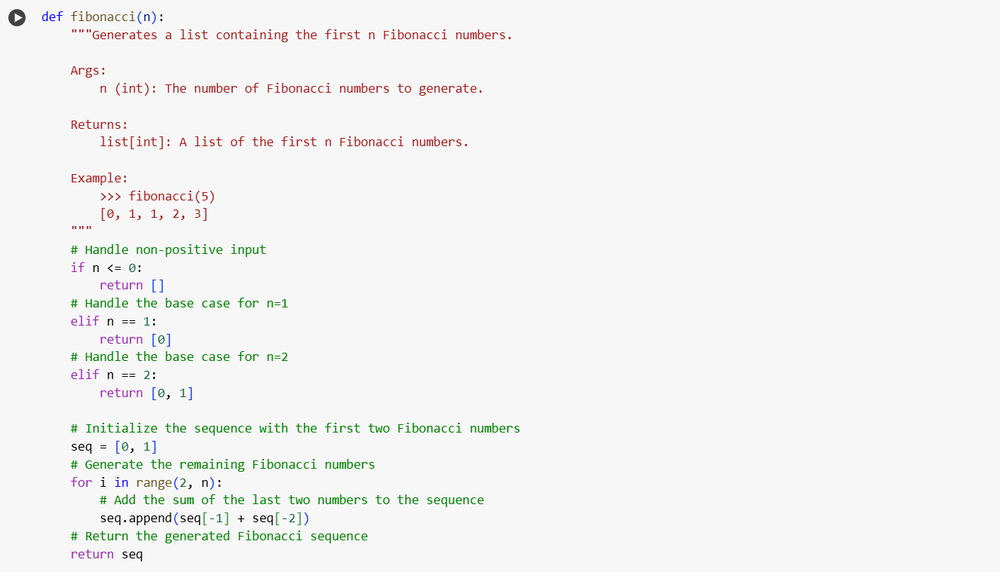 def fibonacci(n):
    """Generates a list containing the first n Fibonacci numbers.

    Args:
        n (int): The number of Fibonacci numbers to generate.

    Returns:
        list[int]: A list of the first n Fibonacci numbers.

    Example:
        >>> fibonacci(5)
        [0, 1, 1, 2, 3]
    """
    # Handle non-positive input
    if n <= 0:
        return []
    # Handle the base case for n=1
    elif n == 1:
        return [0]
    # Handle the base case for n=2
    elif n == 2:
        return [0, 1]

    # Initialize the sequence with the first two Fibonacci numbers
    seq = [0, 1]
    # Generate the remaining Fibonacci numbers
    for i in range(2, n):
        # Add the sum of the last two numbers to the sequence
        seq.append(seq[-1] + seq[-2])
    # Return the generated Fibonacci sequence
    return seq